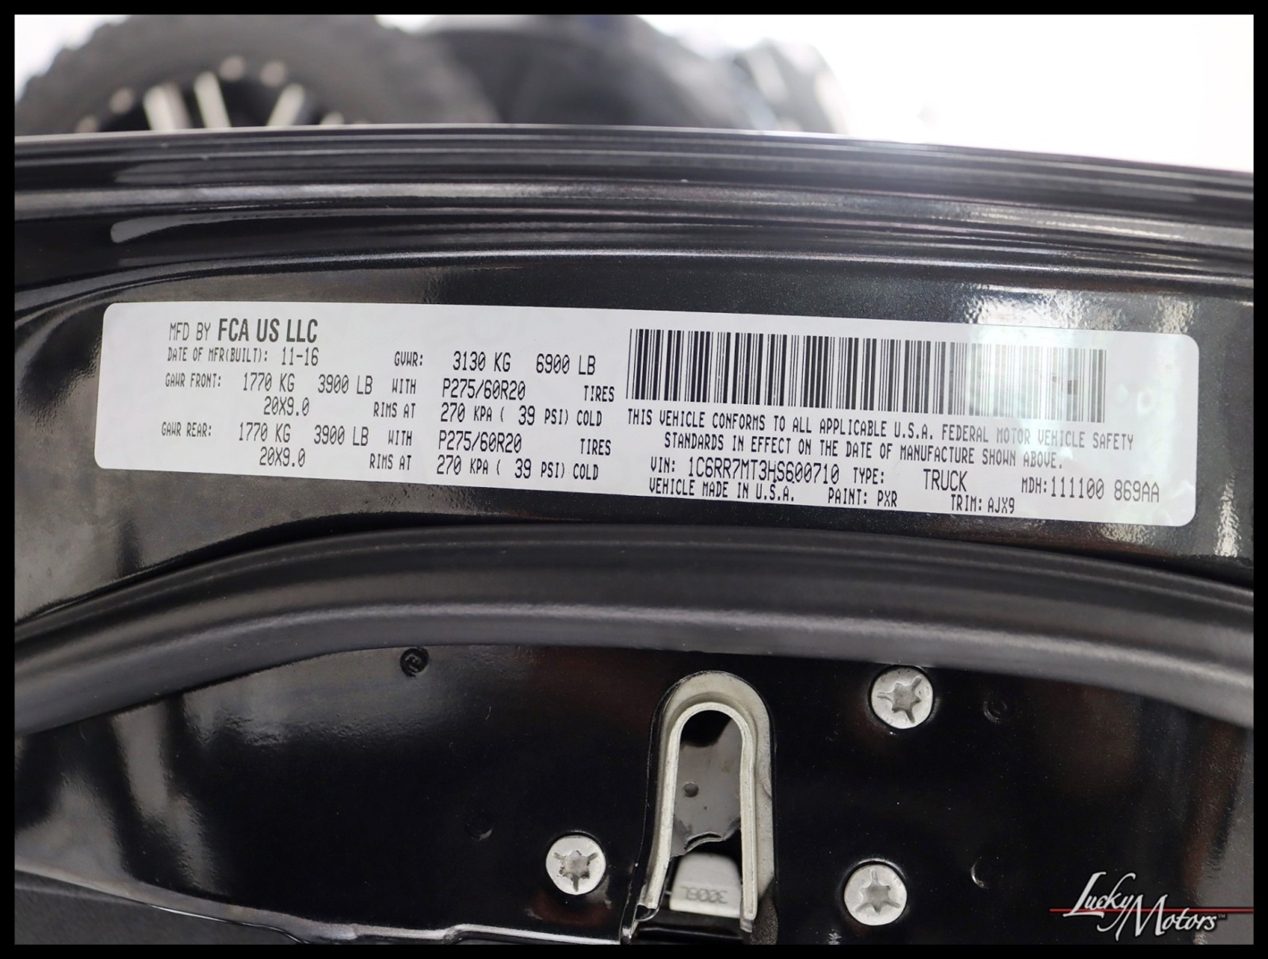 MFD BY FCA US LLC
DATE OF MFR(BUILT): 11-16 GVWR: 3130 KG 6900 LB
GAWR FRONT: 1770 KG 3900 LB WITH P275/60R20 TIRES
20X9.0 RIMS AT 270 KPA ( 39 PSI) COLD
GAWR REAR: 1770 KG 3900 LB WITH P275/60R20 TIRES
20X9.0 RIMS AT 270 KPA ( 39 PSI) COLD
THIS VEHICLE CONFORMS TO ALL APPLICABLE U.S.A. FEDERAL MOTOR VEHICLE SAFETY
STANDARDS IN EFFECT ON THE DATE OF MANUFACTURE SHOWN ABOVE.
VIN: 1C6RR7MT3HS600710 TYPE: TRUCK MDH:111100 869AA
VEHICLE MADE IN U.S.A. PAINT: PXR TRIM: AJX9
Lucky Motors